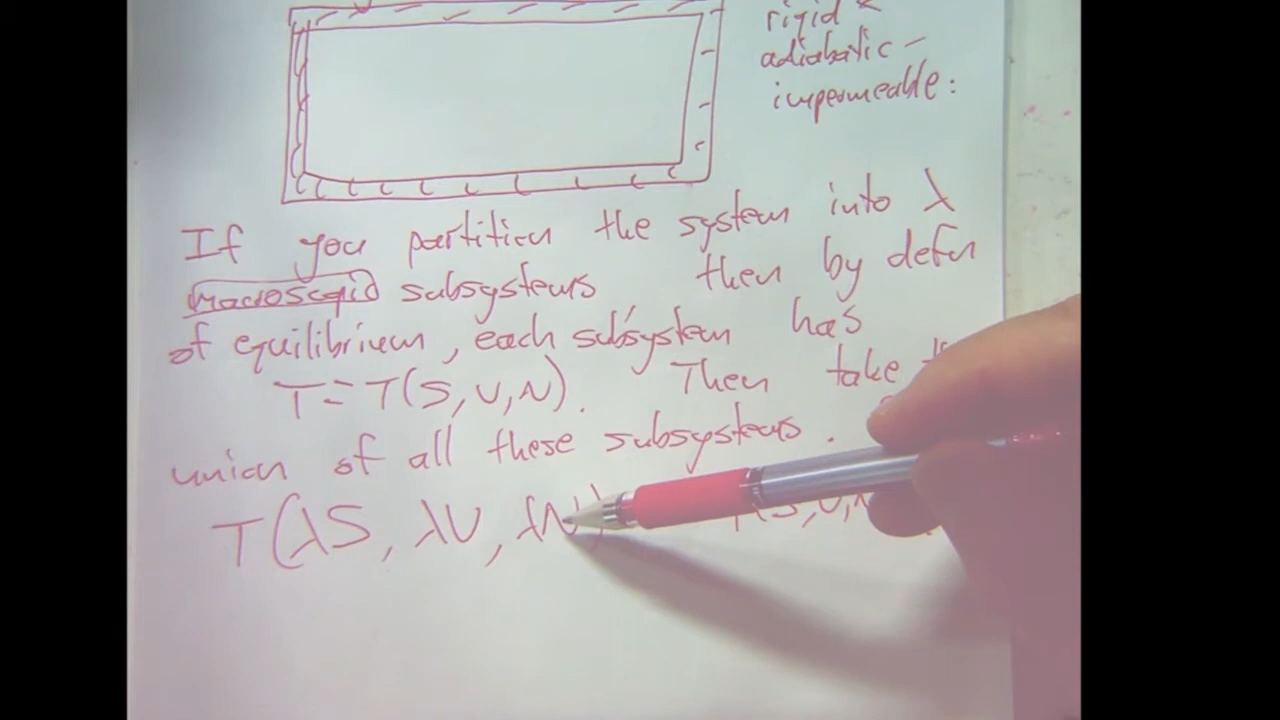 rigid &
adiabatic -
impermeable:
If you partition the system into λ
macroscopic subsystems then by defn
of equilibrium, each subsystem has
T = T(S, V, N). Then take
union of all these subsystems.
T(λS, λV, λN) T(S, V, N